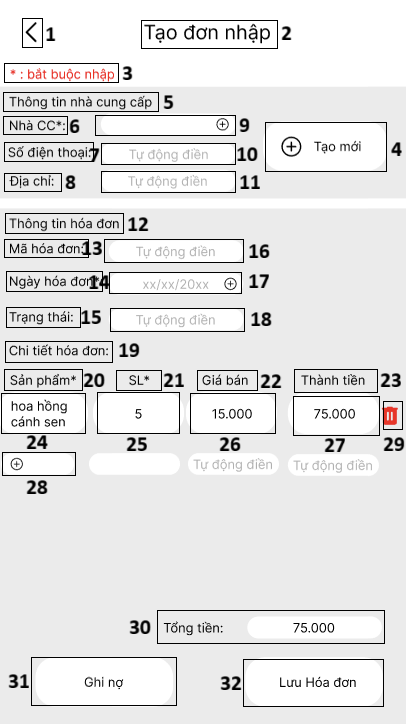 1 Tạo đơn nhập 2
* : bắt buộc nhập 3
Thông tin nhà cung cấp 5
Nhà CC*: 6 9
Số điện thoại: 7 Tự động điền 10
Tạo mới 4
Địa chỉ: 8 Tự động điền 11
Thông tin hóa đơn 12
Mã hóa đơn: 13 Tự động điền 16
Ngày hóa đơn* 14 xx/xx/20xx 17
Trạng thái: 15 Tự động điền 18
Chi tiết hóa đơn: 19
Sản phẩm* 20 SL* 21 Giá bán 22 Thành tiền 23
hoa hồng
cánh sen 5 15.000 75.000
24 25 26 27 29
Tự động điền Tự động điền
28
30 Tổng tiền: 75.000
31 Ghi nợ 32 Lưu Hóa đơn